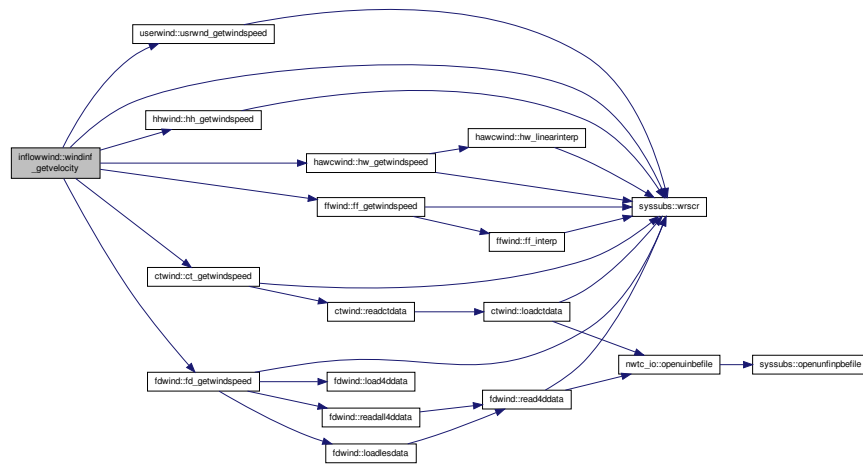 userwind::usrwnd_getwindspeed
hhwind::hh_getwindspeed
hawcwind::hw_linearinterp
inflowwind::windinf
_getvelocity
hawcwind::hw_getwindspeed
ffwind::ff_getwindspeed
syssubs::wrscr
ffwind::ff_interp
ctwind::ct_getwindspeed
ctwind::readctdata
ctwind::loadctdata
nwtc_io::openuinbefile
syssubs::openunfinpbefile
fdwind::fd_getwindspeed
fdwind::load4ddata
fdwind::read4ddata
fdwind::readall4ddata
fdwind::loadlesdata